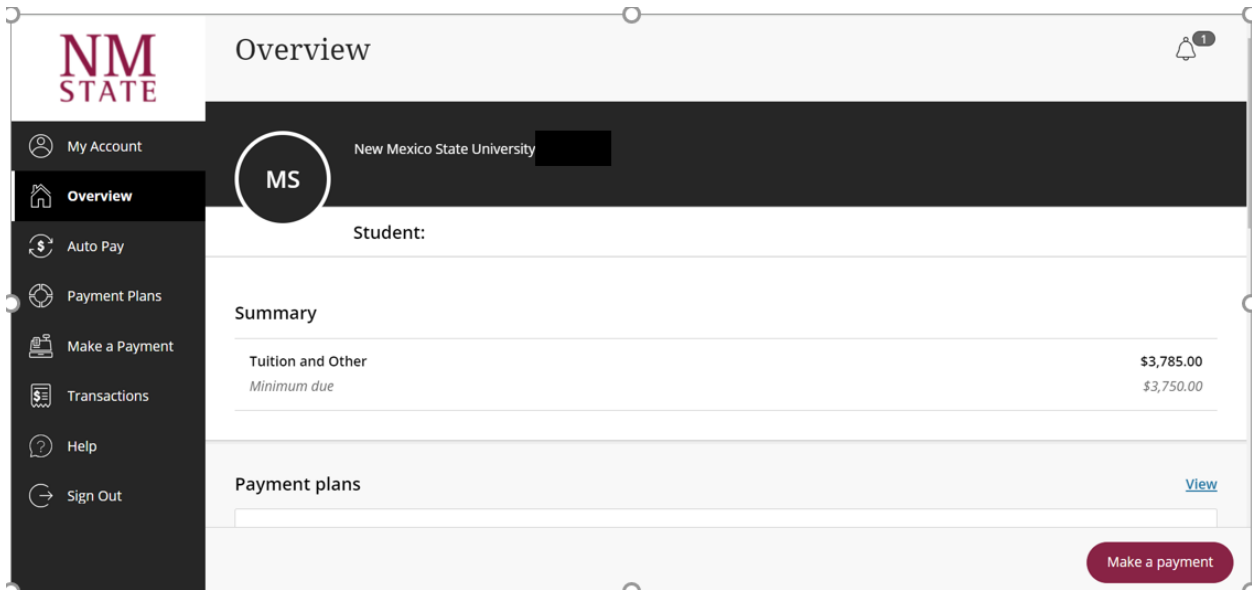 NM
STATE
Overview
1
My Account
Overview
Auto Pay
Payment Plans
Make a Payment
Transactions
Help
Sign Out
MS
New Mexico State University
Student:
Summary
Tuition and Other $3,785.00
Minimum due $3,750.00
Payment plans View
Make a payment